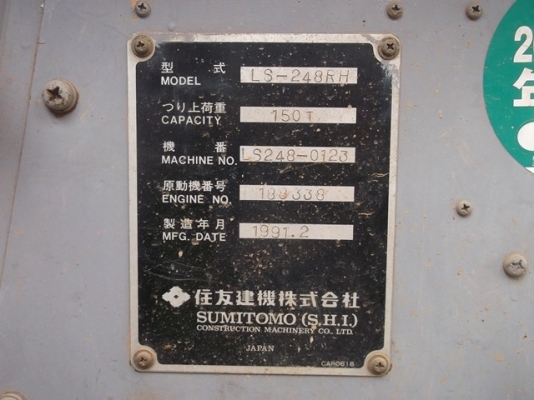 型式 LS-248RH
MODEL
つり上荷重 150T
CAPACITY
機番 LS248-0123
MACHINE NO.
原動機番号
ENGINE NO.
製造年月 1991.2
MFG. DATE
住友建機株式会社
SUMITOMO (S.H.I.)
CONSTRUCTION MACHINERY CO., LTD.
JAPAN
年